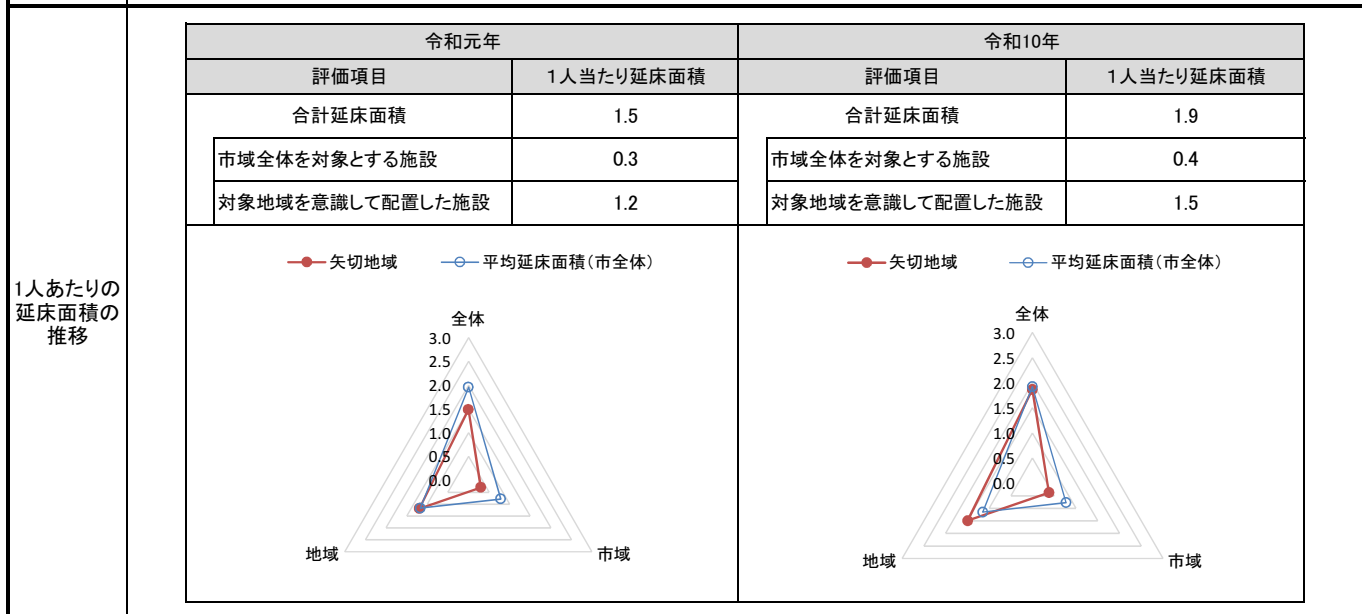 1人あたりの
延床面積の
推移
令和元年
評価項目 1人当たり延床面積
合計延床面積 1.5
市域全体を対象とする施設 0.3
対象地域を意識して配置した施設 1.2
令和10年
評価項目 1人当たり延床面積
合計延床面積 1.9
市域全体を対象とする施設 0.4
対象地域を意識して配置した施設 1.5
矢切地域 平均延床面積(市全体)
全体
3.0
2.5
2.0
1.5
1.0
0.5
0.0
地域 市域
矢切地域 平均延床面積(市全体)
全体
3.0
2.5
2.0
1.5
1.0
0.5
0.0
地域 市域